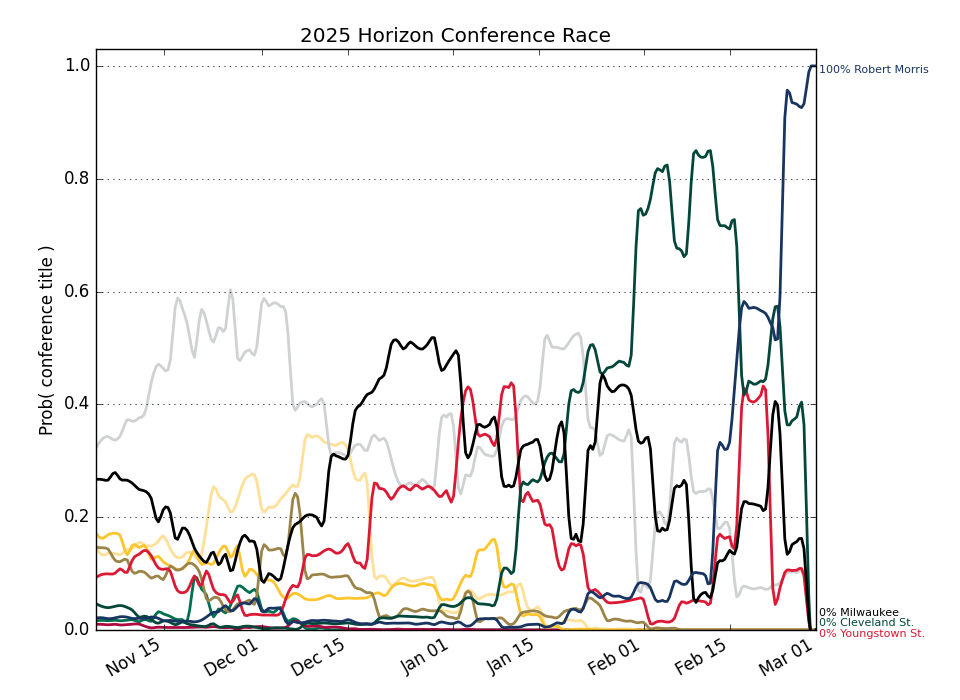 2025 Horizon Conference Race
Prob( conference title )
1.0
0.8
0.6
0.4
0.2
0.0
100% Robert Morris
0% Milwaukee
0% Cleveland St.
0% Youngstown St.
Nov 15
Dec 01
Dec 15
Jan 01
Jan 15
Feb 01
Feb 15
Mar 01